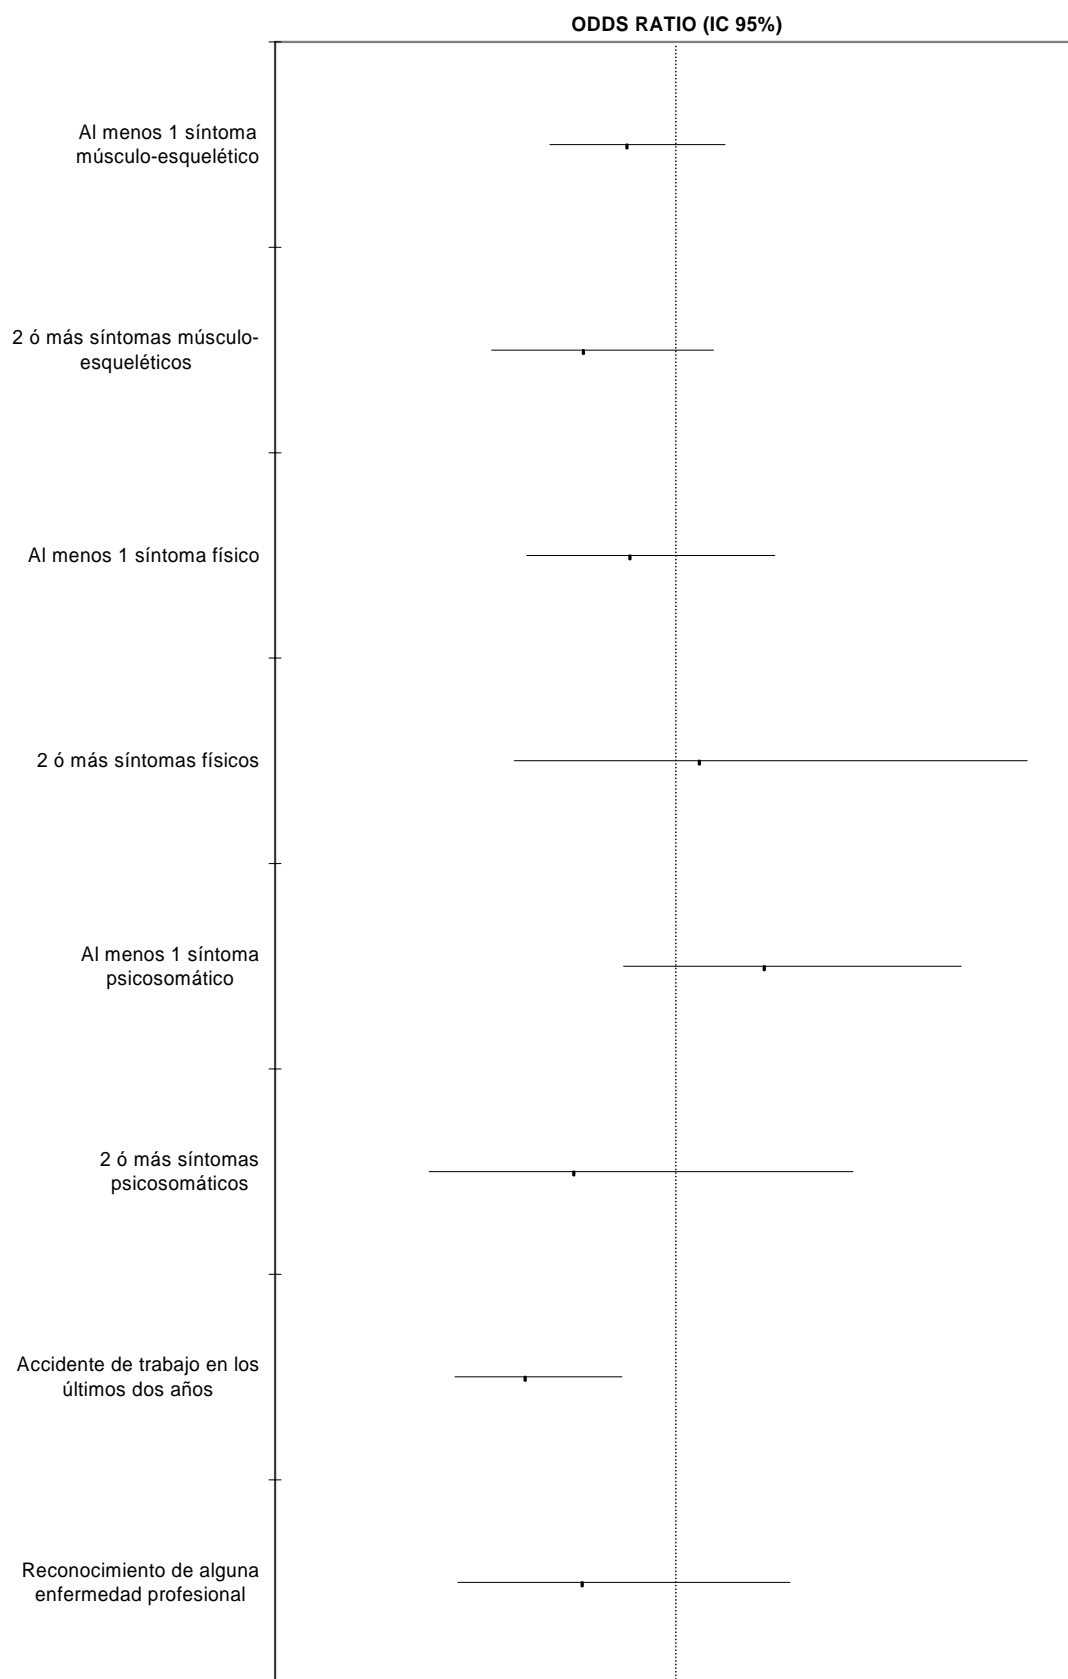 ODDS RATIO (IC 95%)
Al menos 1 síntoma
músculo-esquelético
2 ó más síntomas músculo-
esqueléticos
Al menos 1 síntoma físico
2 ó más síntomas físicos
Al menos 1 síntoma
psicosomático
2 ó más síntomas
psicosomáticos
Accidente de trabajo en los
últimos dos años
Reconocimiento de alguna
enfermedad profesional